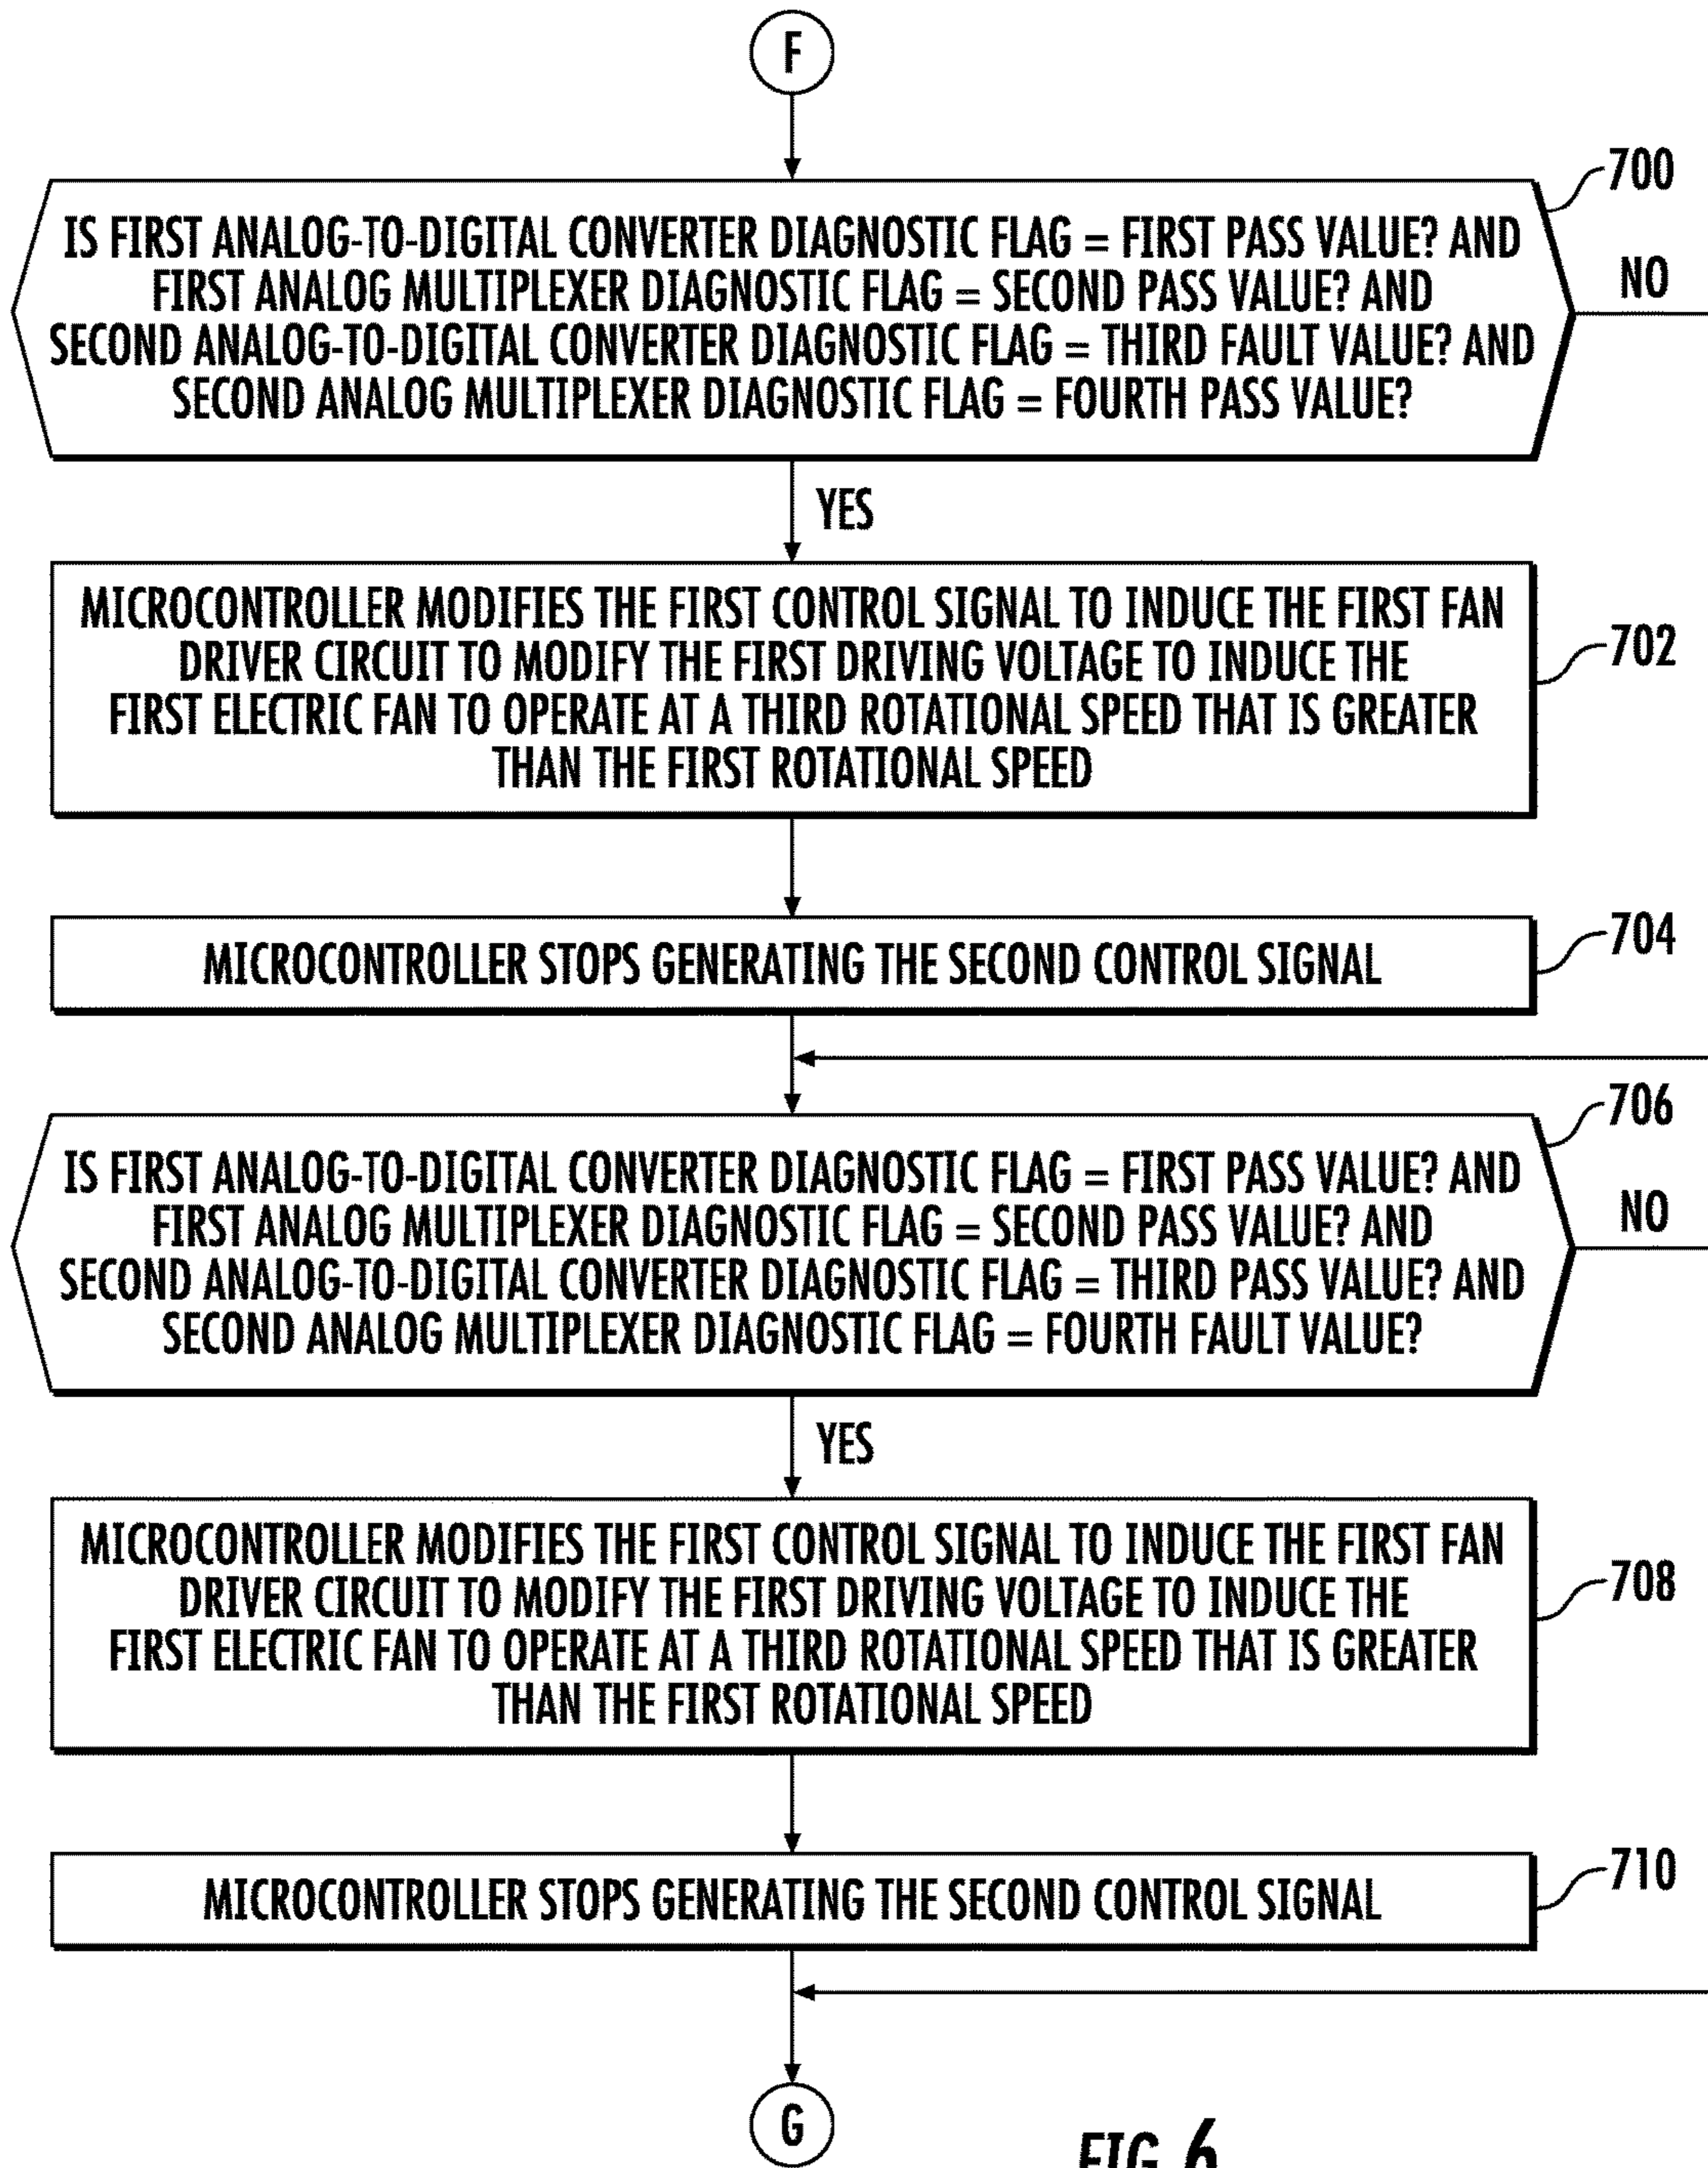 F
700
IS FIRST ANALOG-TO-DIGITAL CONVERTER DIAGNOSTIC FLAG = FIRST PASS VALUE? AND
FIRST ANALOG MULTIPLEXER DIAGNOSTIC FLAG = SECOND PASS VALUE? AND
SECOND ANALOG-TO-DIGITAL CONVERTER DIAGNOSTIC FLAG = THIRD FAULT VALUE? AND
SECOND ANALOG MULTIPLEXER DIAGNOSTIC FLAG = FOURTH PASS VALUE?
NO
YES
MICROCONTROLLER MODIFIES THE FIRST CONTROL SIGNAL TO INDUCE THE FIRST FAN
DRIVER CIRCUIT TO MODIFY THE FIRST DRIVING VOLTAGE TO INDUCE THE
FIRST ELECTRIC FAN TO OPERATE AT A THIRD ROTATIONAL SPEED THAT IS GREATER
THAN THE FIRST ROTATIONAL SPEED
702
MICROCONTROLLER STOPS GENERATING THE SECOND CONTROL SIGNAL
704
706
IS FIRST ANALOG-TO-DIGITAL CONVERTER DIAGNOSTIC FLAG = FIRST PASS VALUE? AND
FIRST ANALOG MULTIPLEXER DIAGNOSTIC FLAG = SECOND PASS VALUE? AND
SECOND ANALOG-TO-DIGITAL CONVERTER DIAGNOSTIC FLAG = THIRD PASS VALUE? AND
SECOND ANALOG MULTIPLEXER DIAGNOSTIC FLAG = FOURTH FAULT VALUE?
NO
YES
MICROCONTROLLER MODIFIES THE FIRST CONTROL SIGNAL TO INDUCE THE FIRST FAN
DRIVER CIRCUIT TO MODIFY THE FIRST DRIVING VOLTAGE TO INDUCE THE
FIRST ELECTRIC FAN TO OPERATE AT A THIRD ROTATIONAL SPEED THAT IS GREATER
THAN THE FIRST ROTATIONAL SPEED
708
MICROCONTROLLER STOPS GENERATING THE SECOND CONTROL SIGNAL
710
G
FIG. 6